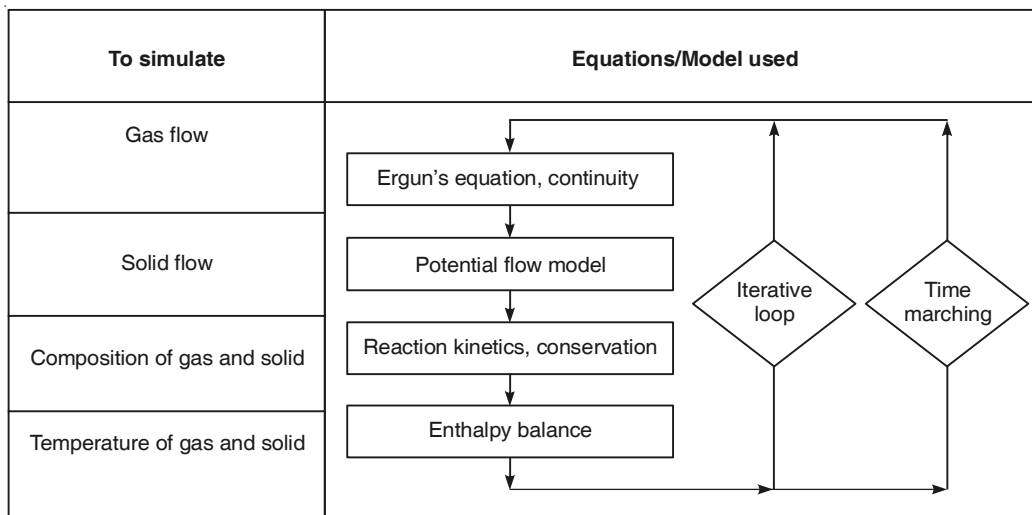 To simulate
Equations/Model used
Gas flow
Ergun’s equation, continuity
Solid flow
Potential flow model
Iterative
loop
Time
marching
Composition of gas and solid
Reaction kinetics, conservation
Temperature of gas and solid
Enthalpy balance